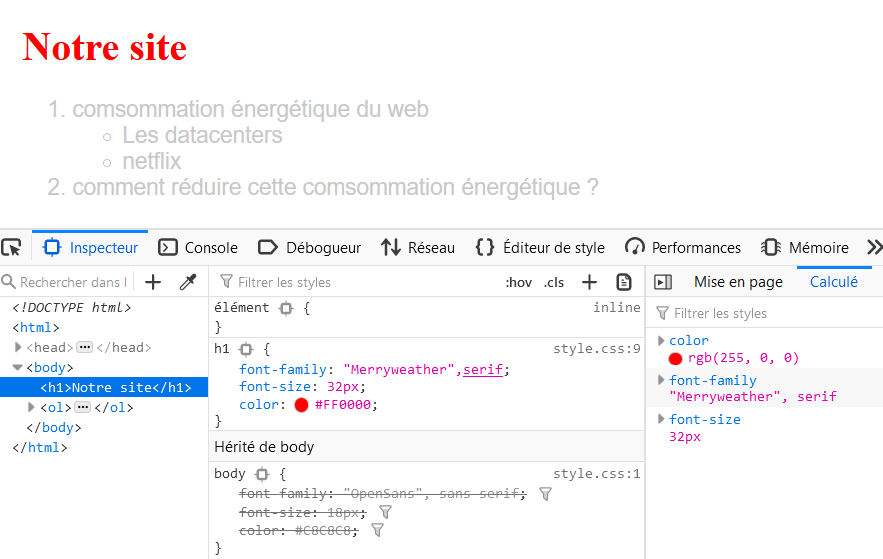 Notre site
1. comsommation énergétique du web
Les datacenters
netflix
2. comment réduire cette comsommation énergétique ?
Inspecteur Console Débogueur Réseau {} Éditeur de style Performances Mémoire »
Rechercher dans l + Filtrer les styles :hov .cls + Mise en page Calculé
<!DOCTYPE html>
<html>
<head> ••• </head>
<body>
<h1>Notre site</h1>
<ol> ••• </ol>
</body>
</html>
élément { inline
}
h1 { style.css:9
font-family: "Merryweather",serif;
font-size: 32px;
color: #FF0000;
}
Hérité de body
body { style.css:1
font-family: "OpenSans", sans-serif;
font-size: 18px;
color: #C8C8C8;
}
Filtrer les styles
color
rgb(255, 0, 0)
font-family
"Merryweather", serif
font-size
32px